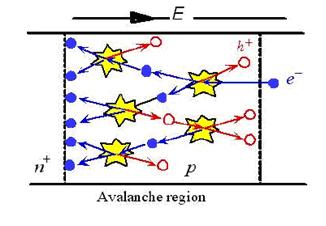 E
h⁺
e⁻
n⁺ p
Avalanche region